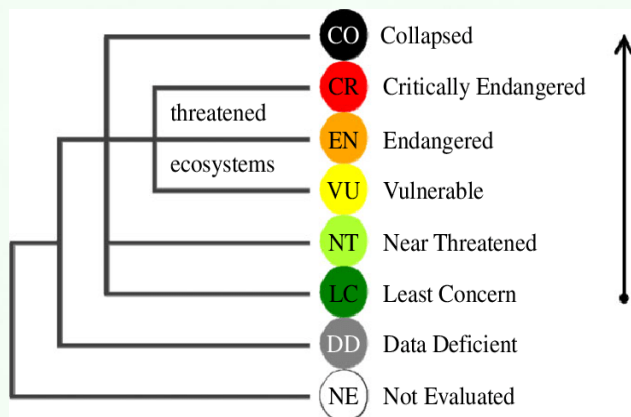 CO Collapsed
CR Critically Endangered
threatened
EN Endangered
ecosystems
VU Vulnerable
NT Near Threatened
LC Least Concern
DD Data Deficient
NE Not Evaluated